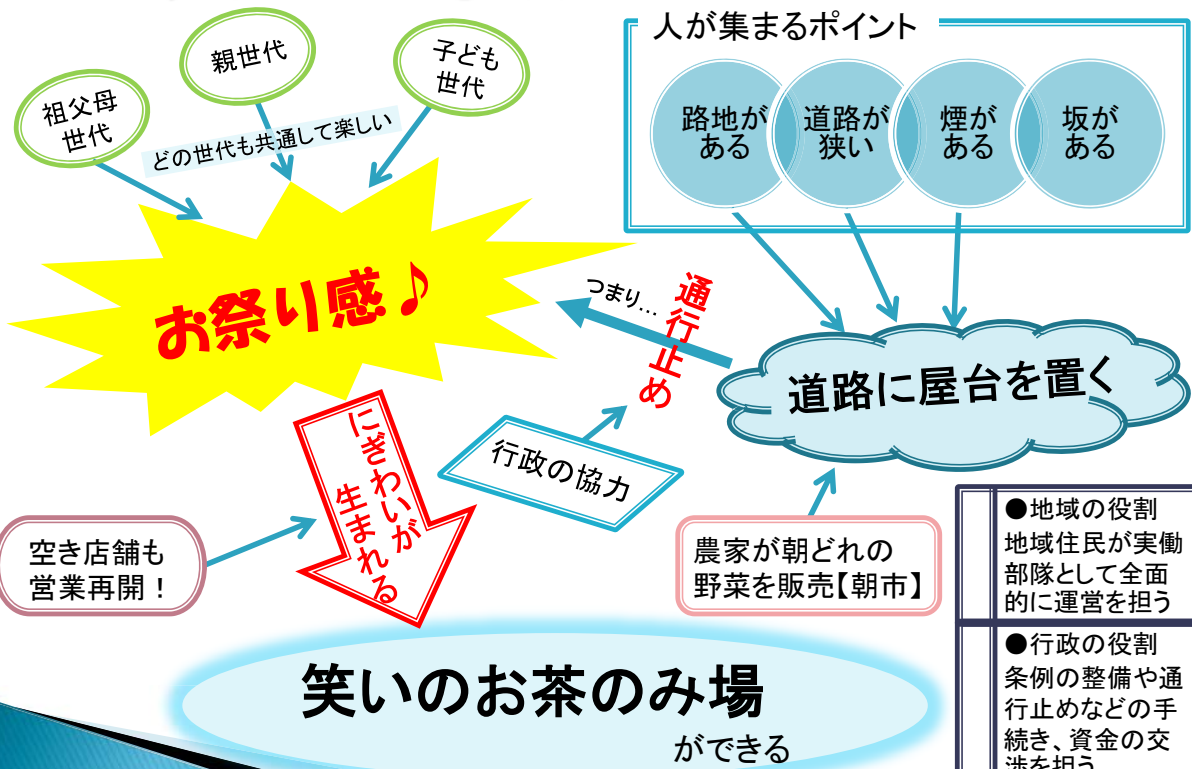 祖父母
世代
親世代
子ども
世代
どの世代も共通して楽しい
お祭り感♪
人が集まるポイント
路地が
ある
道路が
狭い
煙が
ある
坂が
ある
つまり…
通行止め
道路に屋台を置く
行政の協力
にぎわいが
生まれる
空き店舗も
営業再開！
農家が朝どれの
野菜を販売【朝市】
●地域の役割
地域住民が実働
部隊として全面
的に運営を担う
●行政の役割
条例の整備や通
行止めなどの手
続き、資金の交
渉を担う
笑いのお茶のみ場
ができる